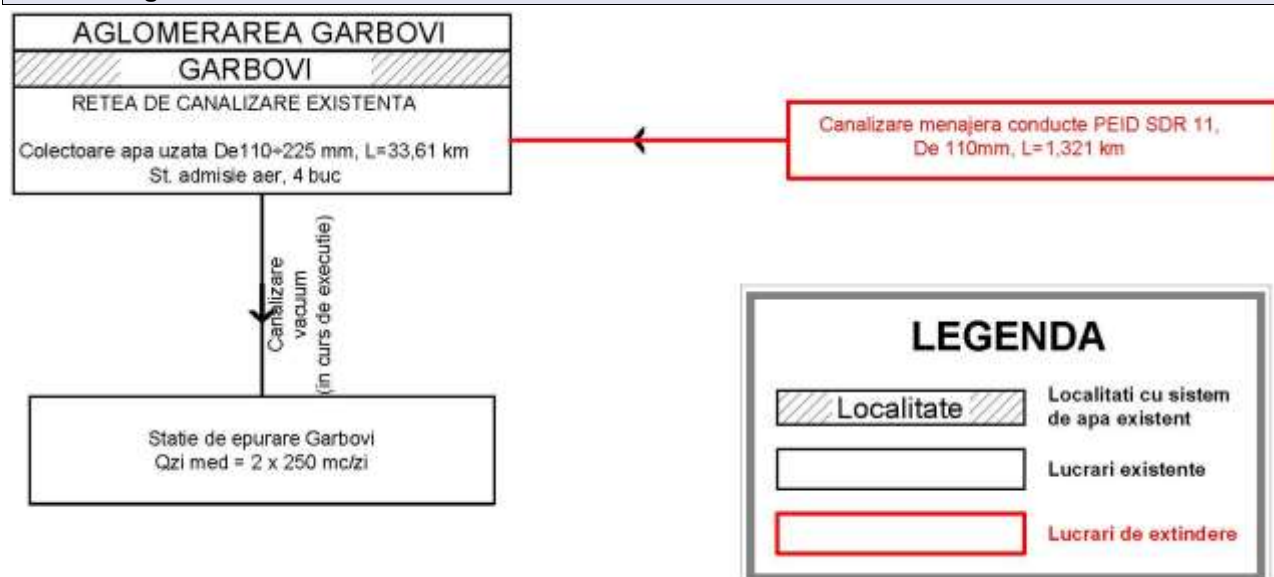 AGLOMERAREA GARBOVI
GARBOVI
RETEA DE CANALIZARE EXISTENTA
Colectoare apa uzata De110÷225 mm, L=33,61 km
St. admisie aer, 4 buc
Canalizare menajera conducte PEID SDR 11,
De 110mm, L=1,321 km
Canalizare
vacuum
(in curs de executie)
Statie de epurare Garbovi
Qzi med = 2 x 250 mc/zi
LEGENDA
Localitate
Localitati cu sistem
de apa existent
Lucrari existente
Lucrari de extindere